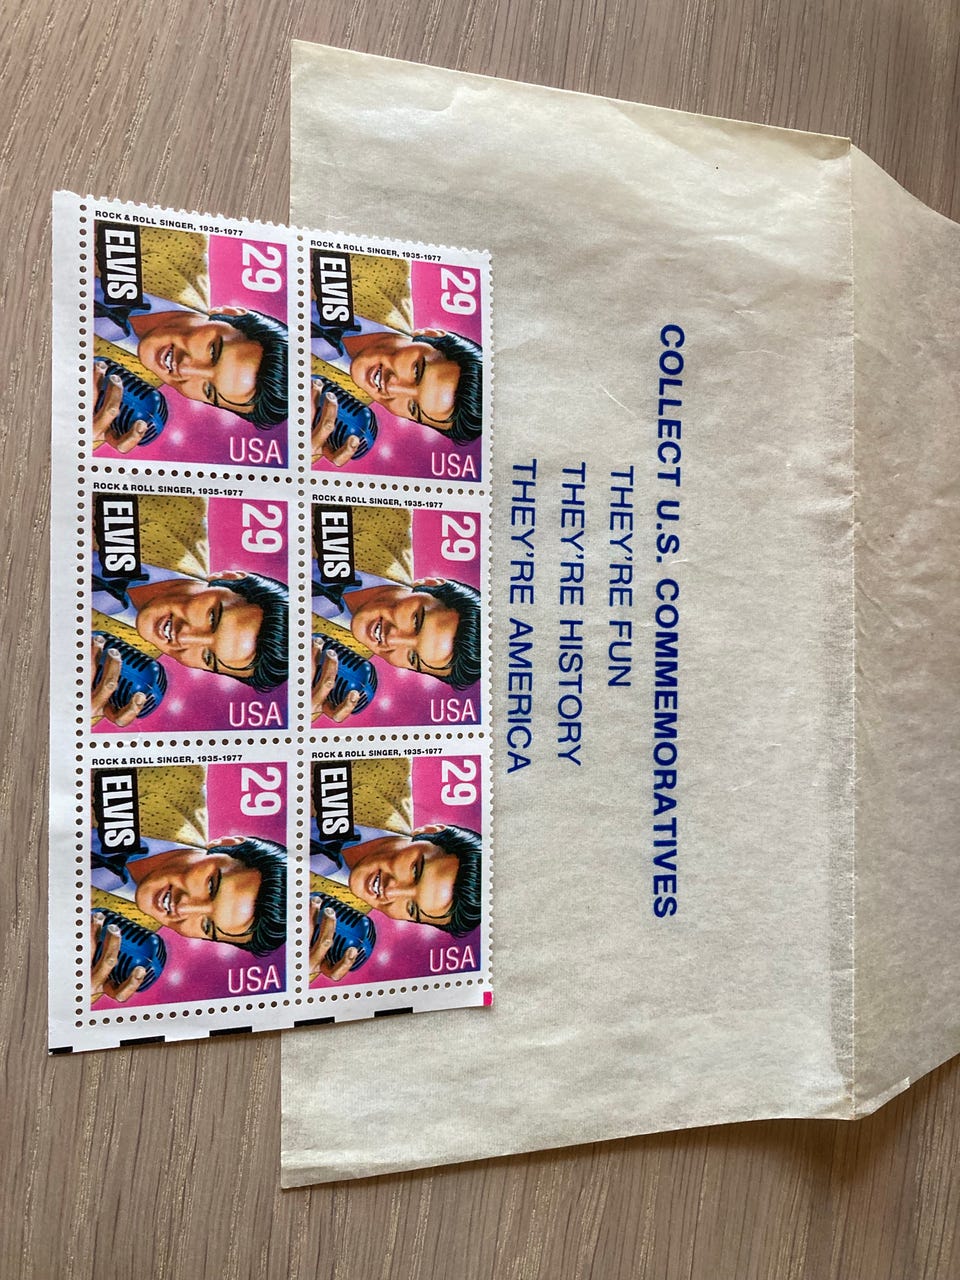 COLLECT U.S. COMMEMORATIVES
THEY'RE FUN
THEY'RE HISTORY
THEY'RE AMERICA
ROCK & ROLL SINGER, 1935-1977
29
USA
ELVIS
ROCK & ROLL SINGER, 1935-1977
29
USA
ELVIS
ROCK & ROLL SINGER, 1935-1977
29
USA
ELVIS
ROCK & ROLL SINGER, 1935-1977
29
USA
ELVIS
ROCK & ROLL SINGER, 1935-1977
29
USA
ELVIS
ROCK & ROLL SINGER, 1935-1977
29
USA
ELVIS